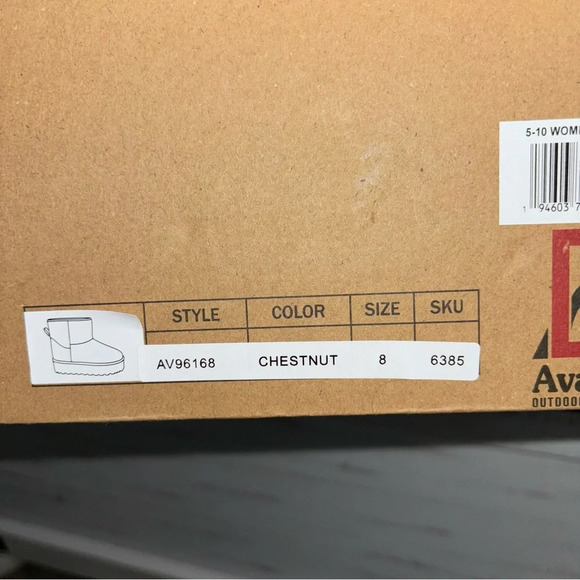 5-10 WOM
1 94603 7
STYLE COLOR SIZE SKU
AV96168 CHESTNUT 8 6385
Ava
OUTDOO